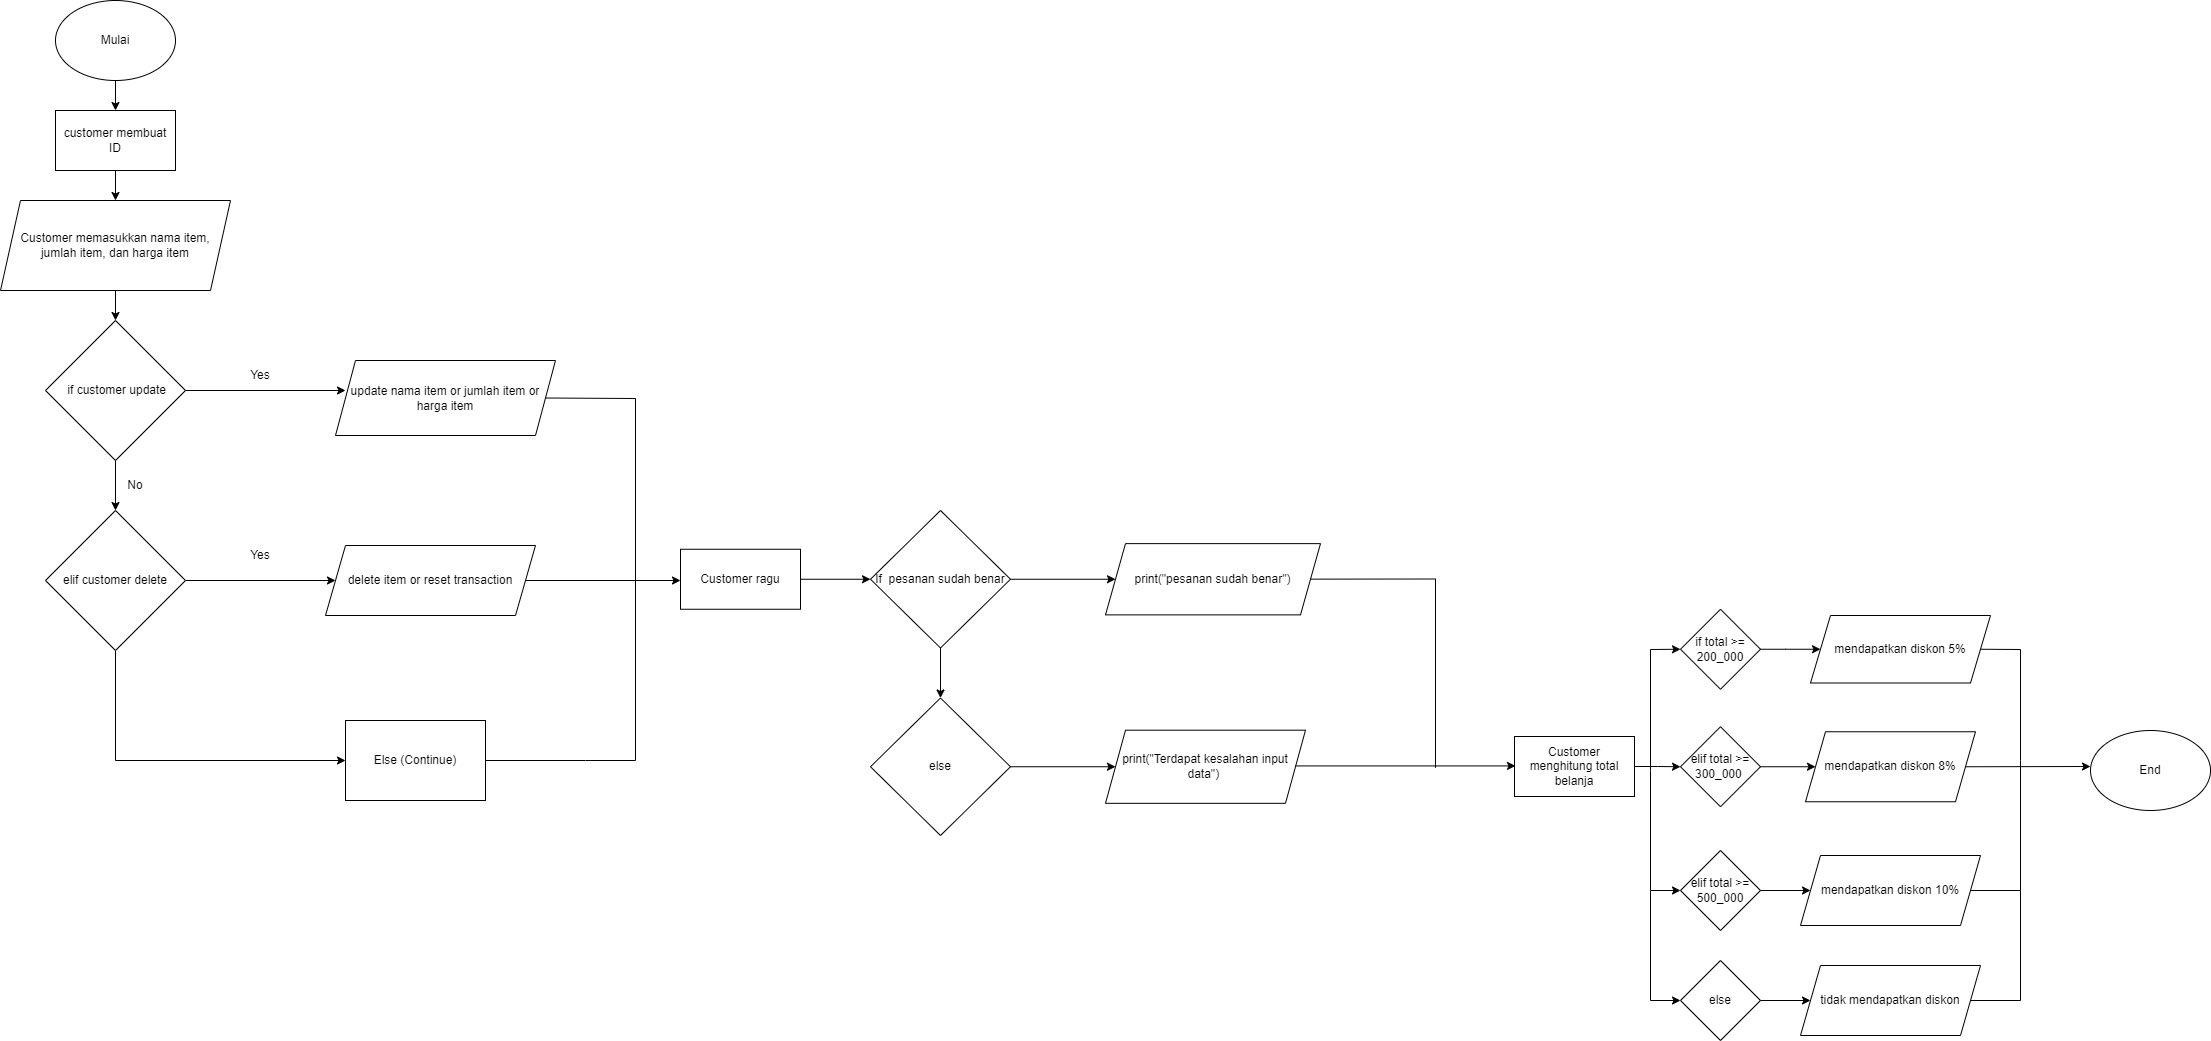 Mulai
customer membuat
ID
Customer memasukkan nama item,
jumlah item, dan harga item
if customer update
Yes
update nama item or jumlah item or
harga item
No
elif customer delete
Yes
delete item or reset transaction
Else (Continue)
Customer ragu
If  pesanan sudah benar
print("pesanan sudah benar")
else
print("Terdapat kesalahan input
data")
Customer
menghitung total
belanja
if total >=
200_000
mendapatkan diskon 5%
elif total >=
300_000
mendapatkan diskon 8%
elif total >=
500_000
mendapatkan diskon 10%
else
tidak mendapatkan diskon
End